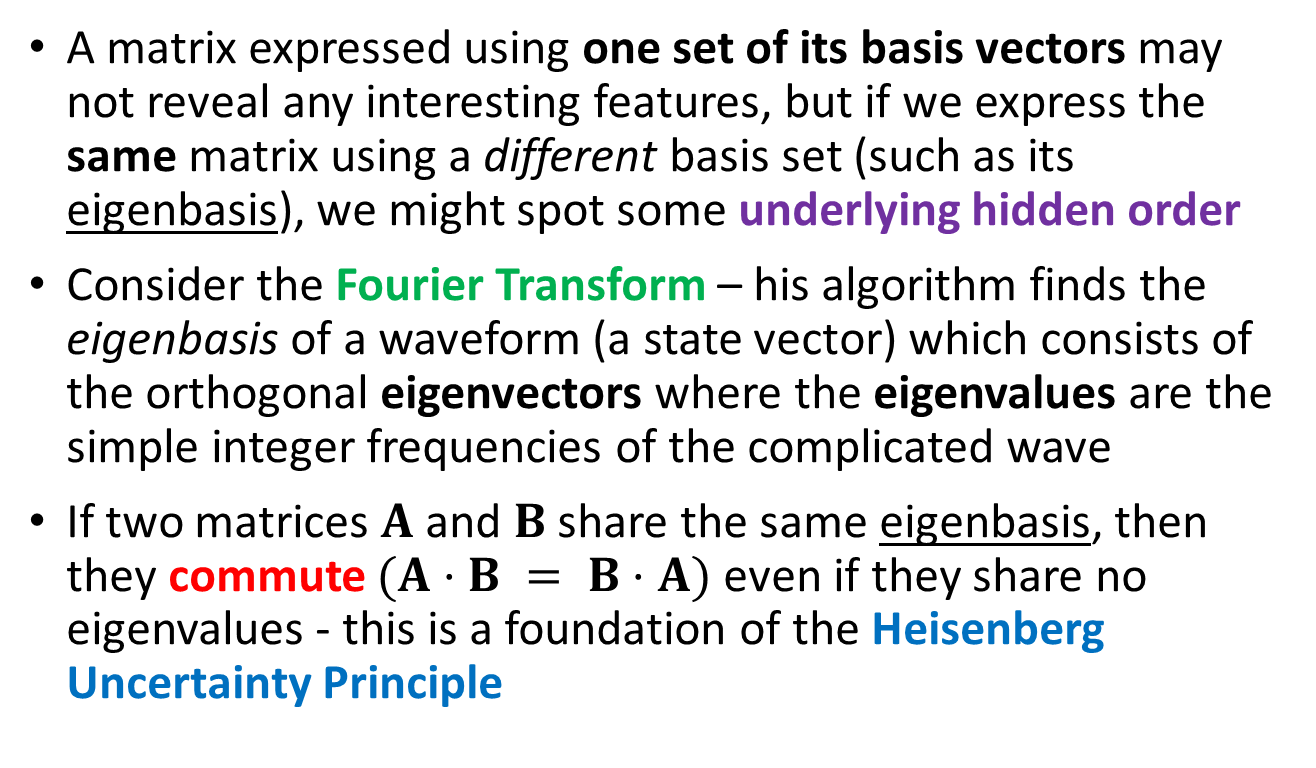 • A matrix expressed using one set of its basis vectors may
not reveal any interesting features, but if we express the
same matrix using a different basis set (such as its
eigenbasis), we might spot some underlying hidden order
• Consider the Fourier Transform – his algorithm finds the
eigenbasis of a waveform (a state vector) which consists of
the orthogonal eigenvectors where the eigenvalues are the
simple integer frequencies of the complicated wave
• If two matrices A and B share the same eigenbasis, then
they commute (A · B = B · A) even if they share no
eigenvalues - this is a foundation of the Heisenberg
Uncertainty Principle